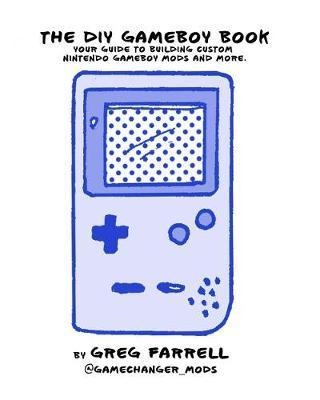 THE DIY GAMEBOY BOOK
YOUR GUIDE TO BUILDING CUSTOM
NINTENDO GAMEBOY MODS AND MORE.
BY GREG FARRELL
@GAMECHANGER_MODS